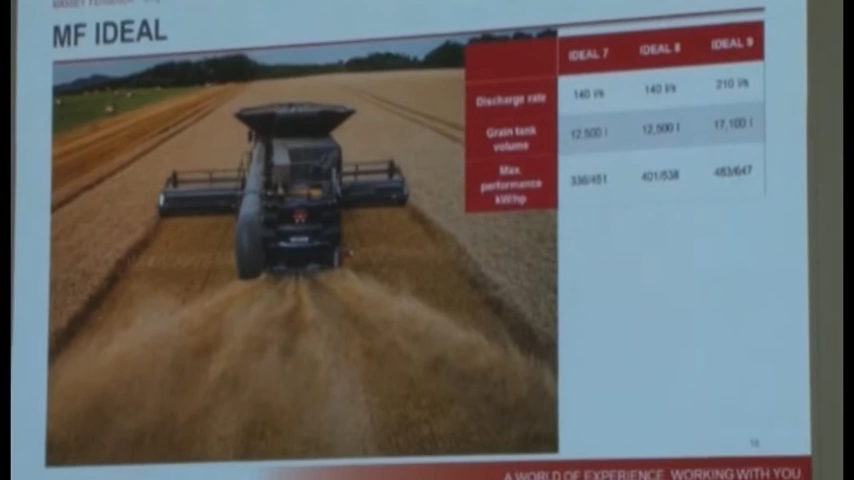 MASSEY FERGUSON
MF IDEAL
IDEAL 7 IDEAL 8 IDEAL 9
Discharge rate 140 l/s 140 l/s 210 l/s
Grain tank volume 12,500 l 12,500 l 17,100 l
Max. performance kW/hp 336/451 401/538 483/647
A WORLD OF EXPERIENCE. WORKING WITH YOU